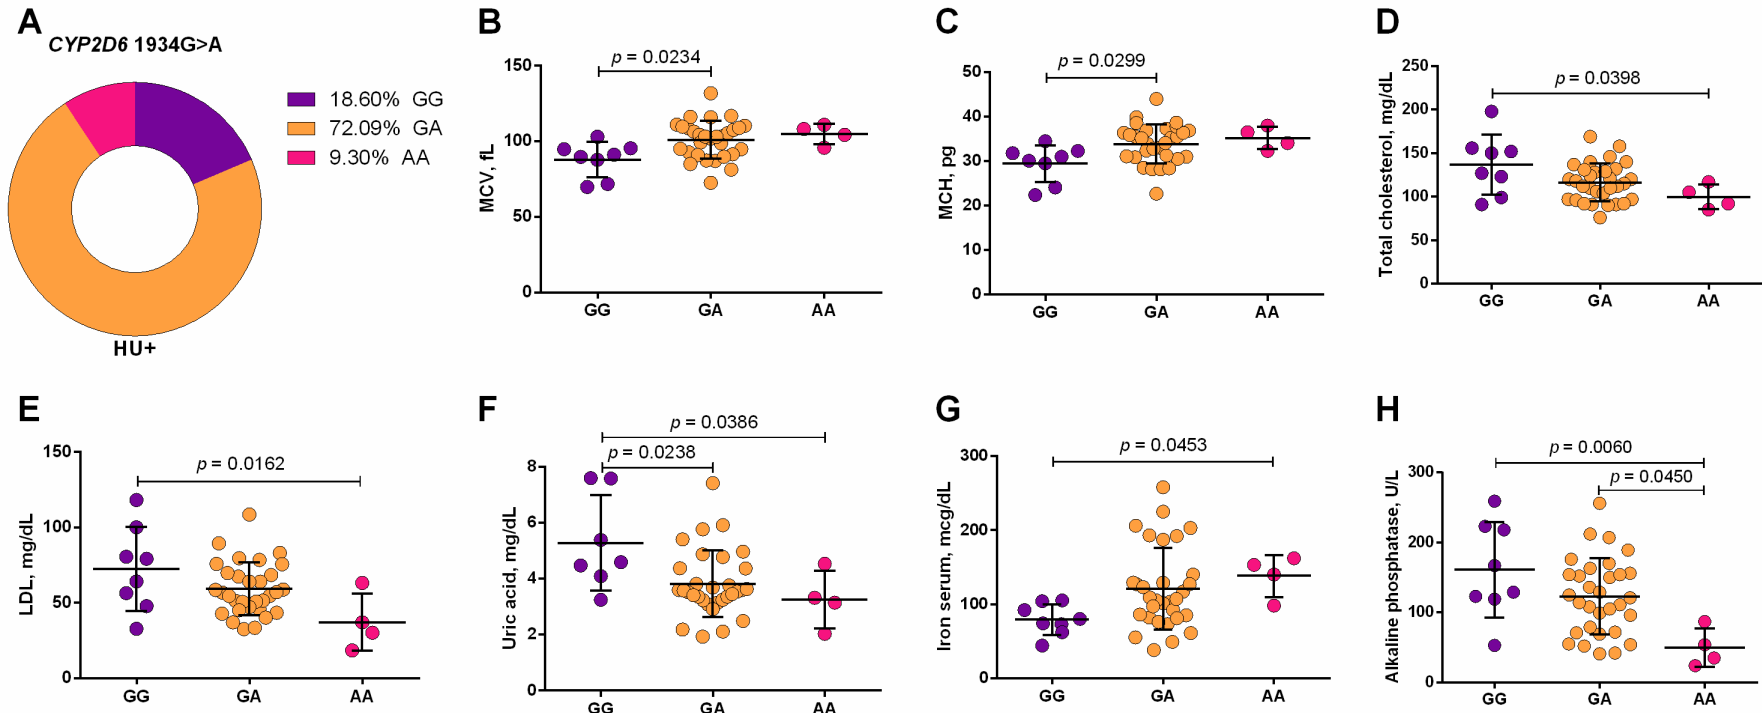 A
CYP2D6 1934G>A
18.60% GG
72.09% GA
9.30% AA
HU+
B
p = 0.0234
MCV, fL
150
100
50
0
GG GA AA
C
p = 0.0299
MCH, pg
50
40
30
20
10
0
GG GA AA
D
p = 0.0398
Total cholesterol, mg/dL
250
200
150
100
50
0
GG GA AA
E
p = 0.0162
LDL, mg/dL
150
100
50
0
GG GA AA
F
p = 0.0386
p = 0.0238
Uric acid, mg/dL
8
6
4
2
0
GG GA AA
G
p = 0.0453
Iron serum, mcg/dL
300
200
100
0
GG GA AA
H
p = 0.0060
p = 0.0450
Alkaline phosphatase, U/L
300
200
100
0
GG GA AA